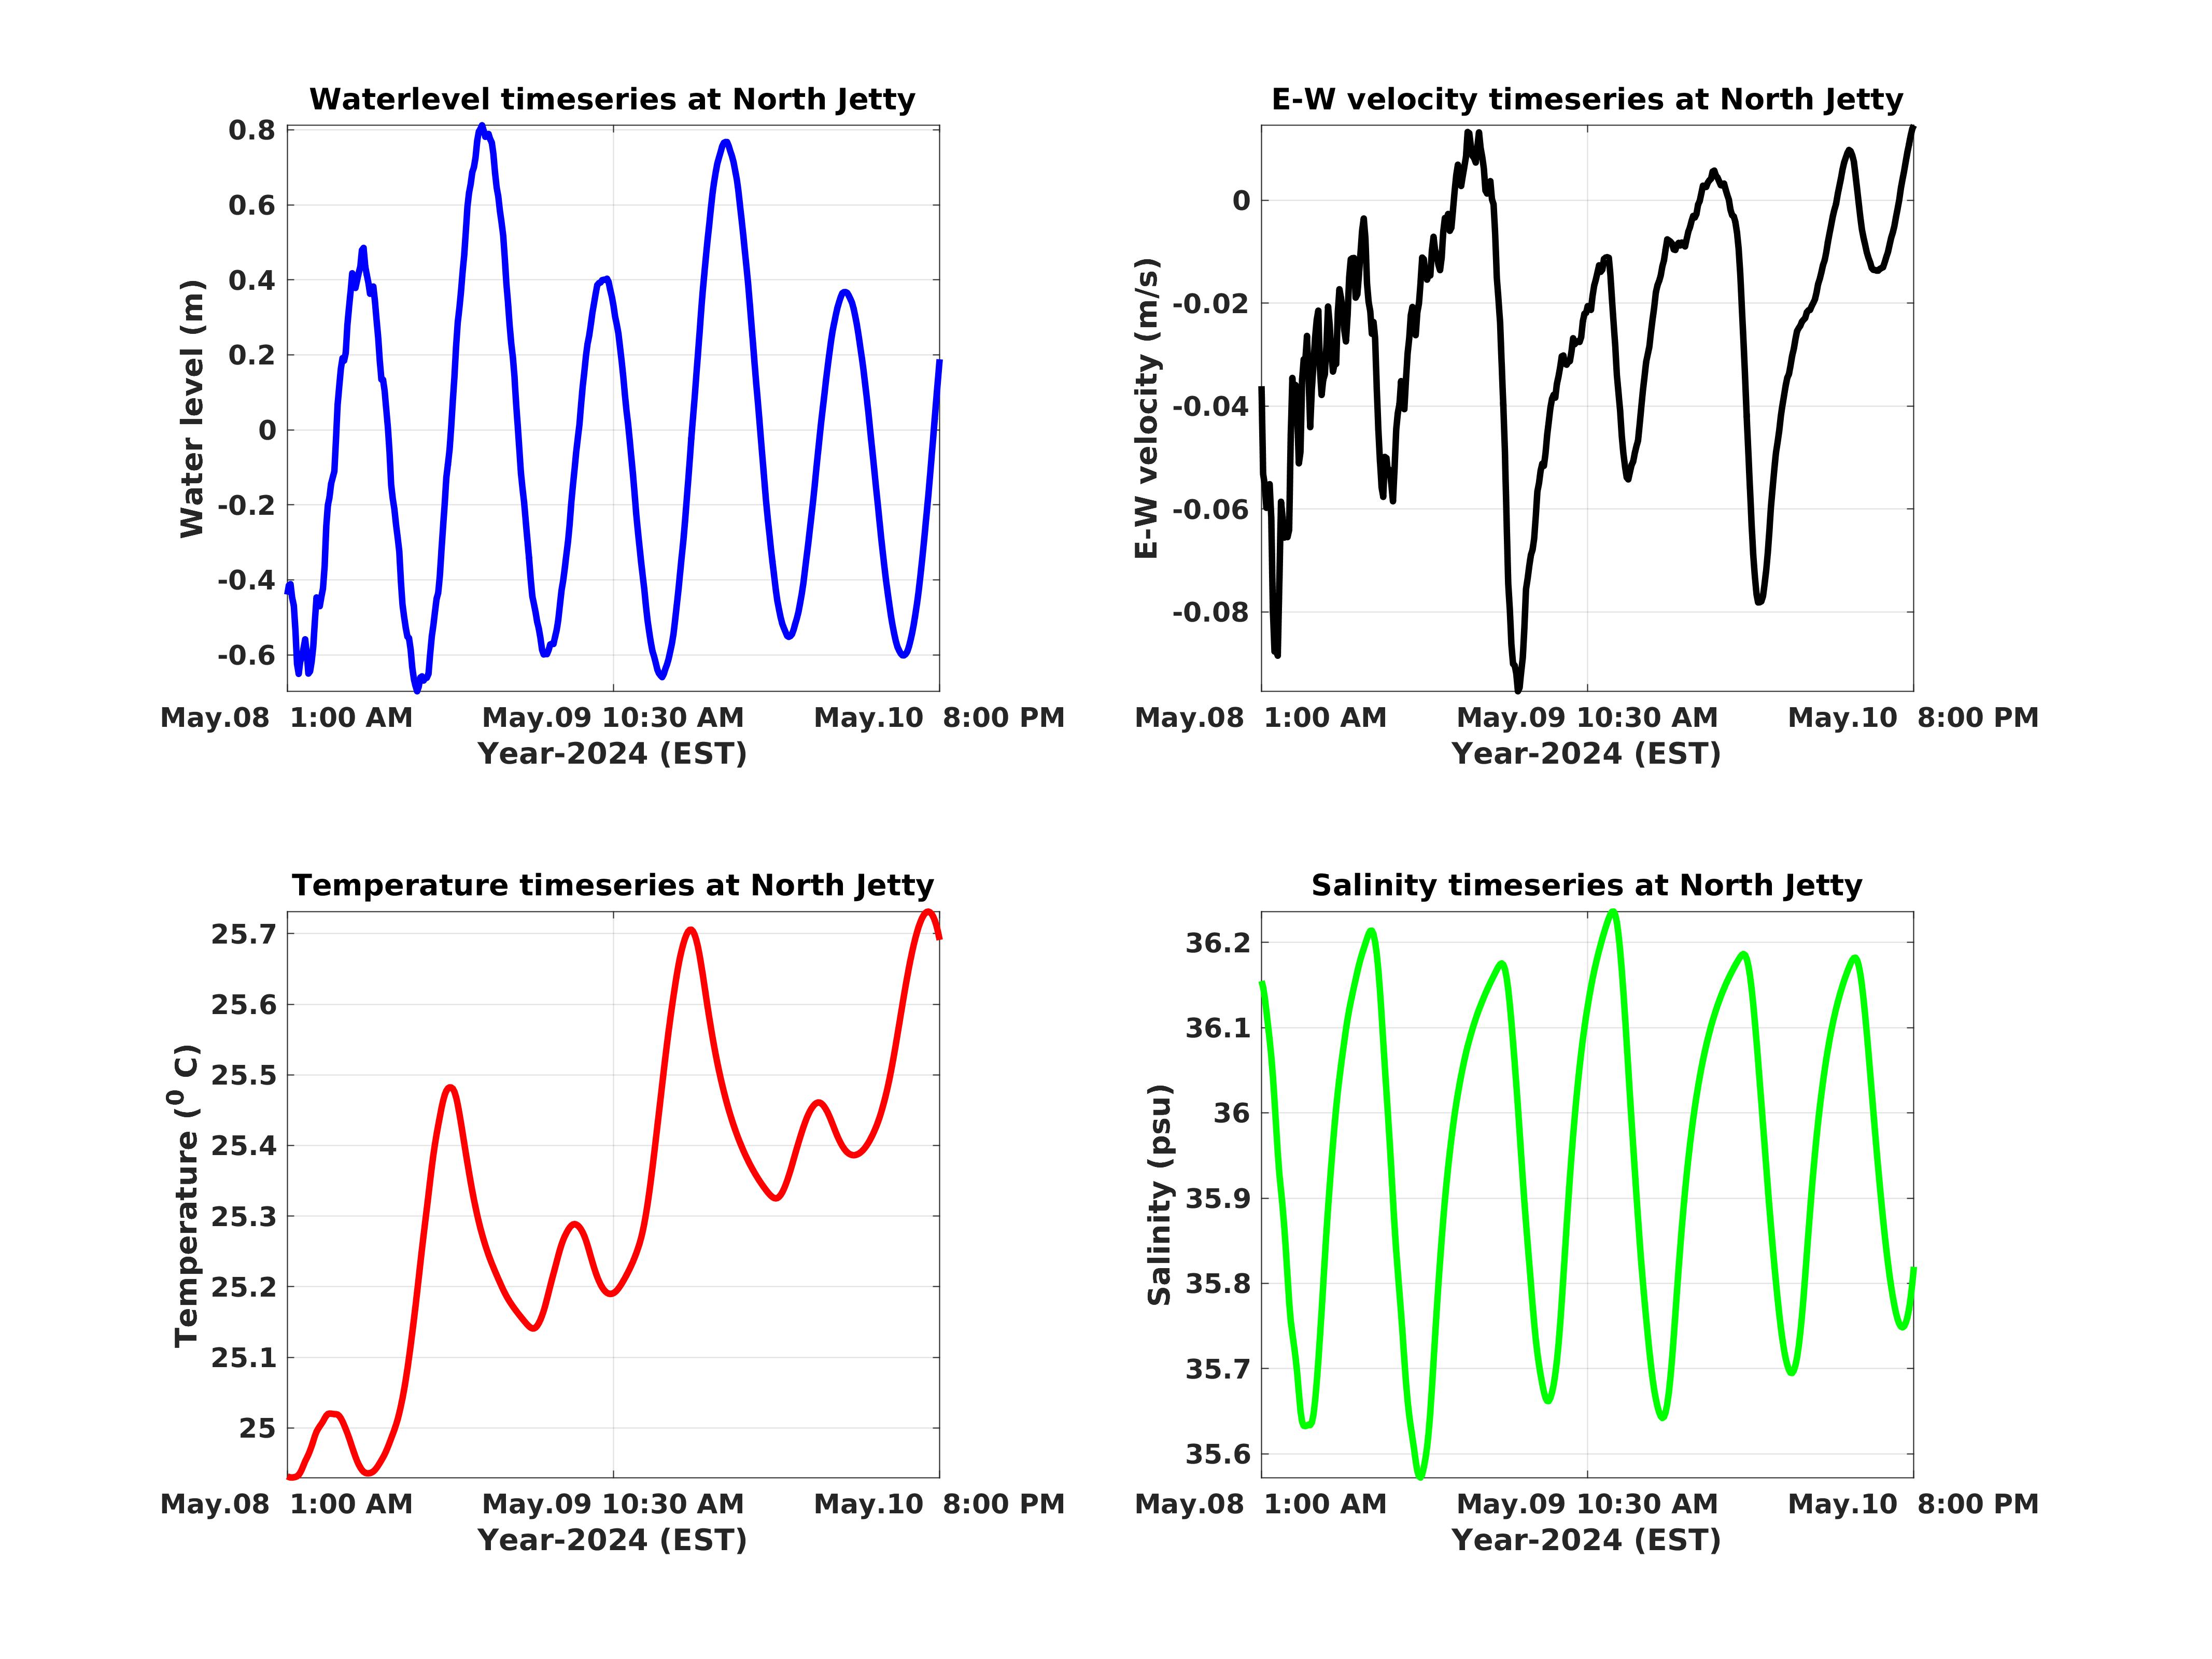 Waterlevel timeseries at North Jetty
0.8
0.6
0.4
0.2
0
-0.2
-0.4
-0.6
Water level (m)
May.08 1:00 AM May.09 10:30 AM May.10 8:00 PM
Year-2024 (EST)
E-W velocity timeseries at North Jetty
0
-0.02
-0.04
-0.06
-0.08
E-W velocity (m/s)
May.08 1:00 AM May.09 10:30 AM May.10 8:00 PM
Year-2024 (EST)
Temperature timeseries at North Jetty
25.7
25.6
25.5
25.4
25.3
25.2
25.1
25
Temperature (⁰ C)
May.08 1:00 AM May.09 10:30 AM May.10 8:00 PM
Year-2024 (EST)
Salinity timeseries at North Jetty
36.2
36.1
36
35.9
35.8
35.7
35.6
Salinity (psu)
May.08 1:00 AM May.09 10:30 AM May.10 8:00 PM
Year-2024 (EST)